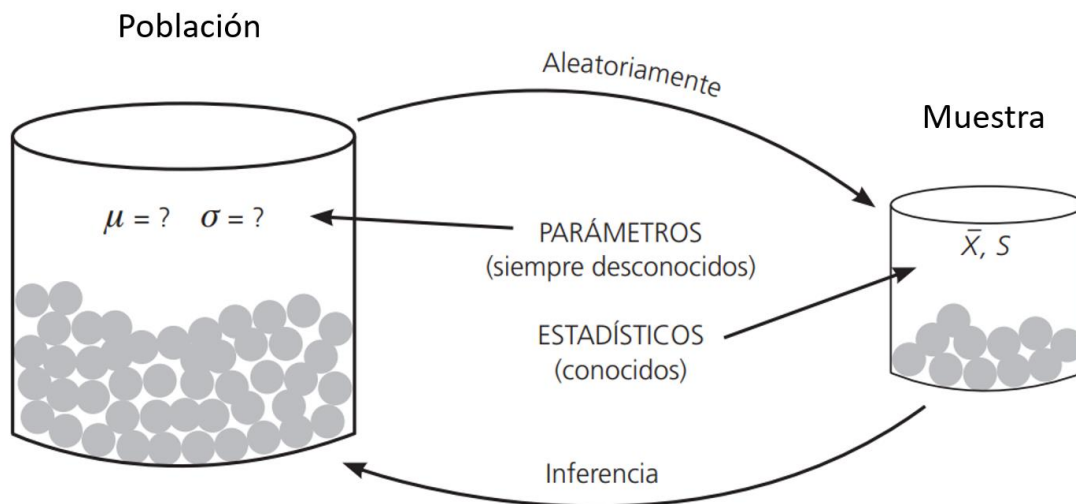 Población
Aleatoriamente
Muestra
μ = ? σ = ?
PARÁMETROS
(siempre desconocidos)
X̄, S
ESTADÍSTICOS
(conocidos)
Inferencia